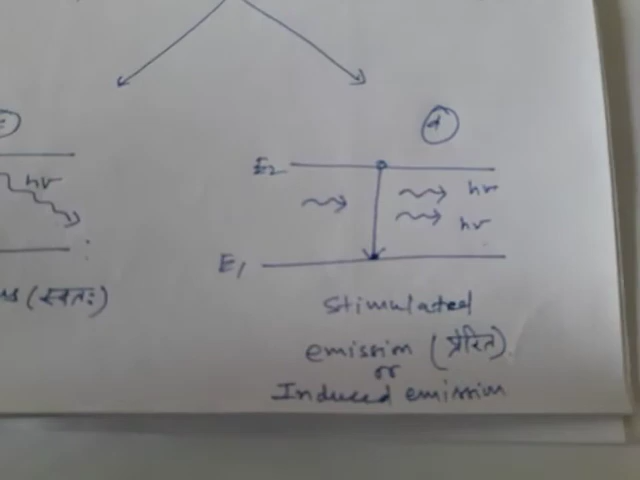 hν
(स्वतः)
d
E2
hν
hν
E1
Stimulated
emission (प्रेरित)
or
Induced emission